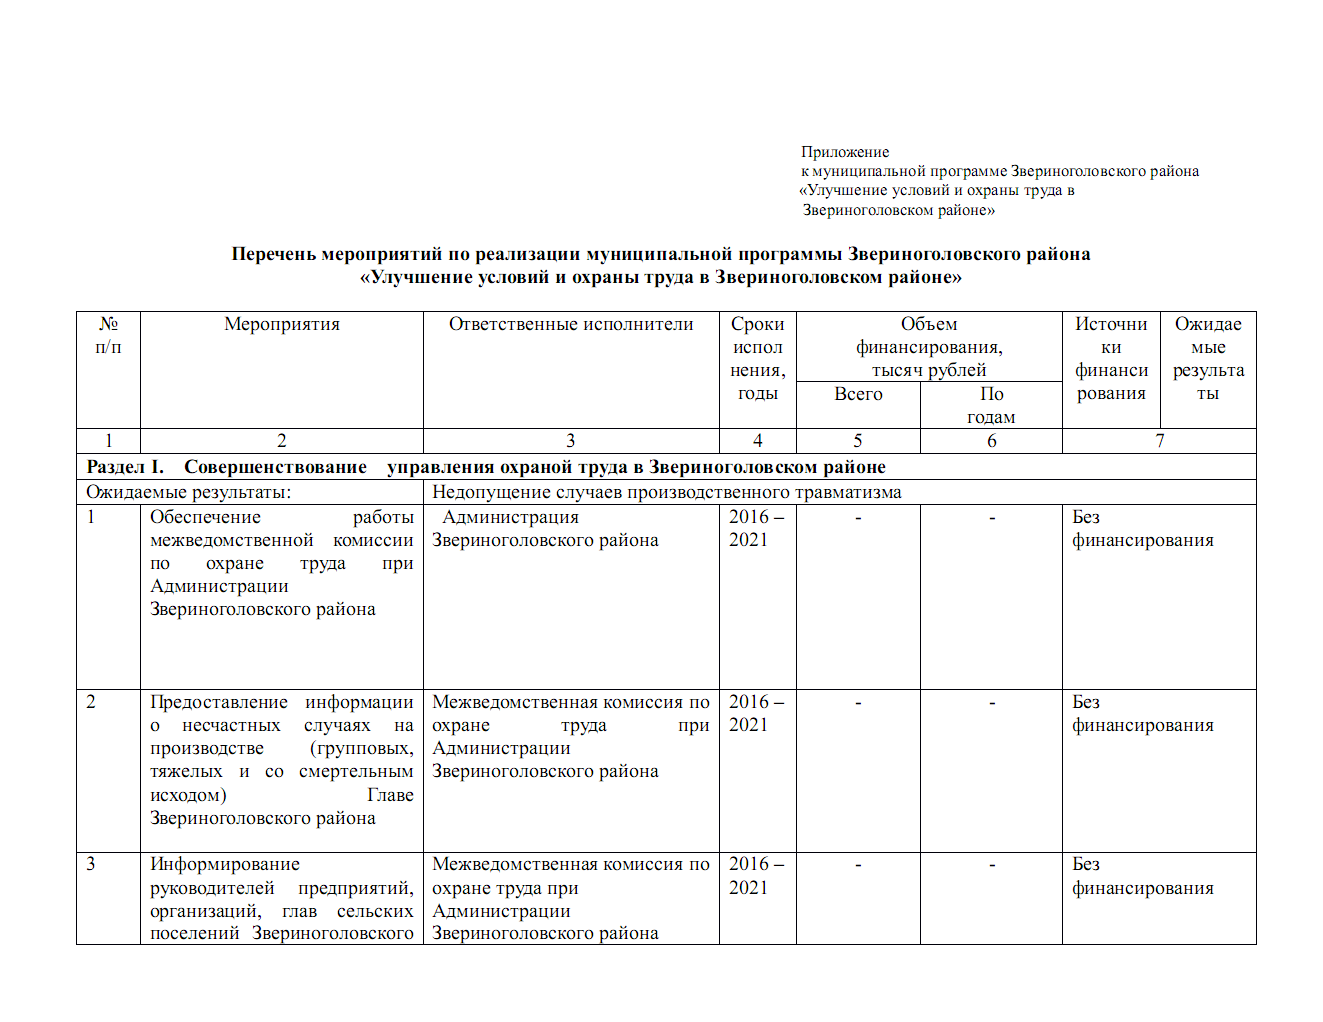 Приложение
к муниципальной программе Звериноголовского района
«Улучшение условий и охраны труда в
Звериноголовском районе»
Перечень мероприятий по реализации муниципальной программы Звериноголовского района
«Улучшение условий и охраны труда в Звериноголовском районе»
№
п/п
Мероприятия
Ответственные исполнители
Сроки
испол
нения,
годы
Объем
финансирования,
тысяч рублей
Всего
По
годам
Источни
ки
финанси
рования
Ожидае
мые
результа
ты
1 2 3 4 5 6 7
Раздел I. Совершенствование управления охраной труда в Звериноголовском районе
Ожидаемые результаты: Недопущение случаев производственного травматизма
1
Обеспечение работы
межведомственной комиссии
по охране труда при
Администрации
Звериноголовского района
Администрация
Звериноголовского района
2016 –
2021
-
-
Без
финансирования
2
Предоставление информации
о несчастных случаях на
производстве (групповых,
тяжелых и со смертельным
исходом) Главе
Звериноголовского района
Межведомственная комиссия по
охране труда при
Администрации
Звериноголовского района
2016 –
2021
-
-
Без
финансирования
3
Информирование
руководителей предприятий,
организаций, глав сельских
поселений Звериноголовского
Межведомственная комиссия по
охране труда при
Администрации
Звериноголовского района
2016 –
2021
-
-
Без
финансирования